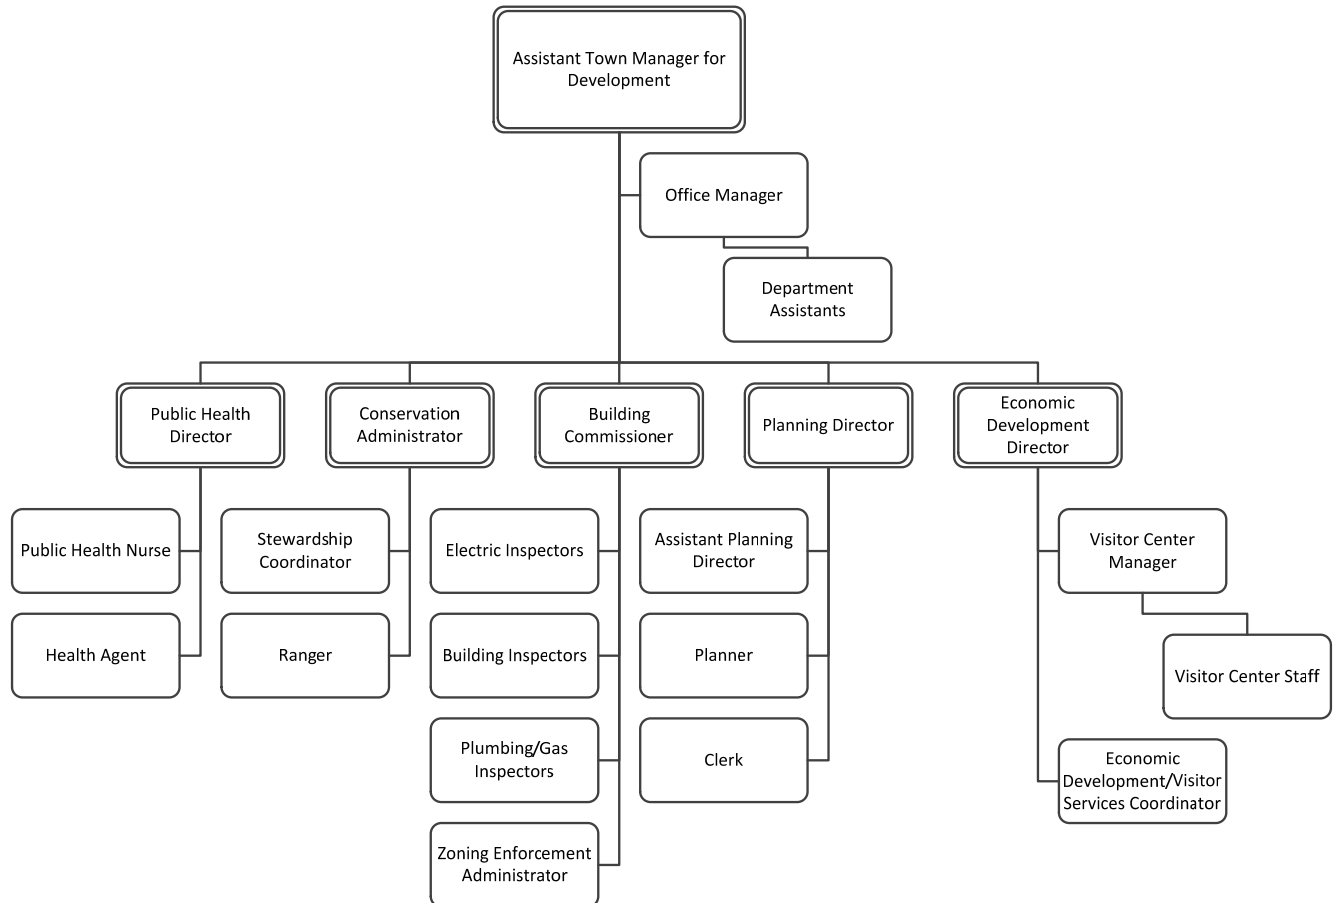 Assistant Town Manager for
Development
Office Manager
Department
Assistants
Public Health
Director
Conservation
Administrator
Building
Commissioner
Planning Director
Economic
Development
Director
Public Health Nurse
Health Agent
Stewardship
Coordinator
Ranger
Electric Inspectors
Building Inspectors
Plumbing/Gas
Inspectors
Zoning Enforcement
Administrator
Assistant Planning
Director
Planner
Clerk
Visitor Center
Manager
Visitor Center Staff
Economic
Development/Visitor
Services Coordinator